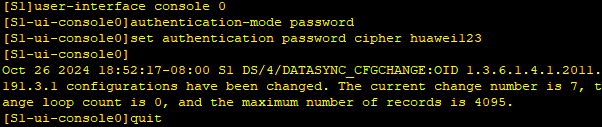 [S1]user-interface console 0
[S1-ui-console0]authentication-mode password
[S1-ui-console0]set authentication password cipher huawei123
[S1-ui-console0]
Oct 26 2024 18:52:17-08:00 S1 DS/4/DATASYNC_CFGCHANGE:OID 1.3.6.1.4.1.2011.
191.3.1 configurations have been changed. The current change number is 7, t
ange loop count is 0, and the maximum number of records is 4095.
[S1-ui-console0]quit